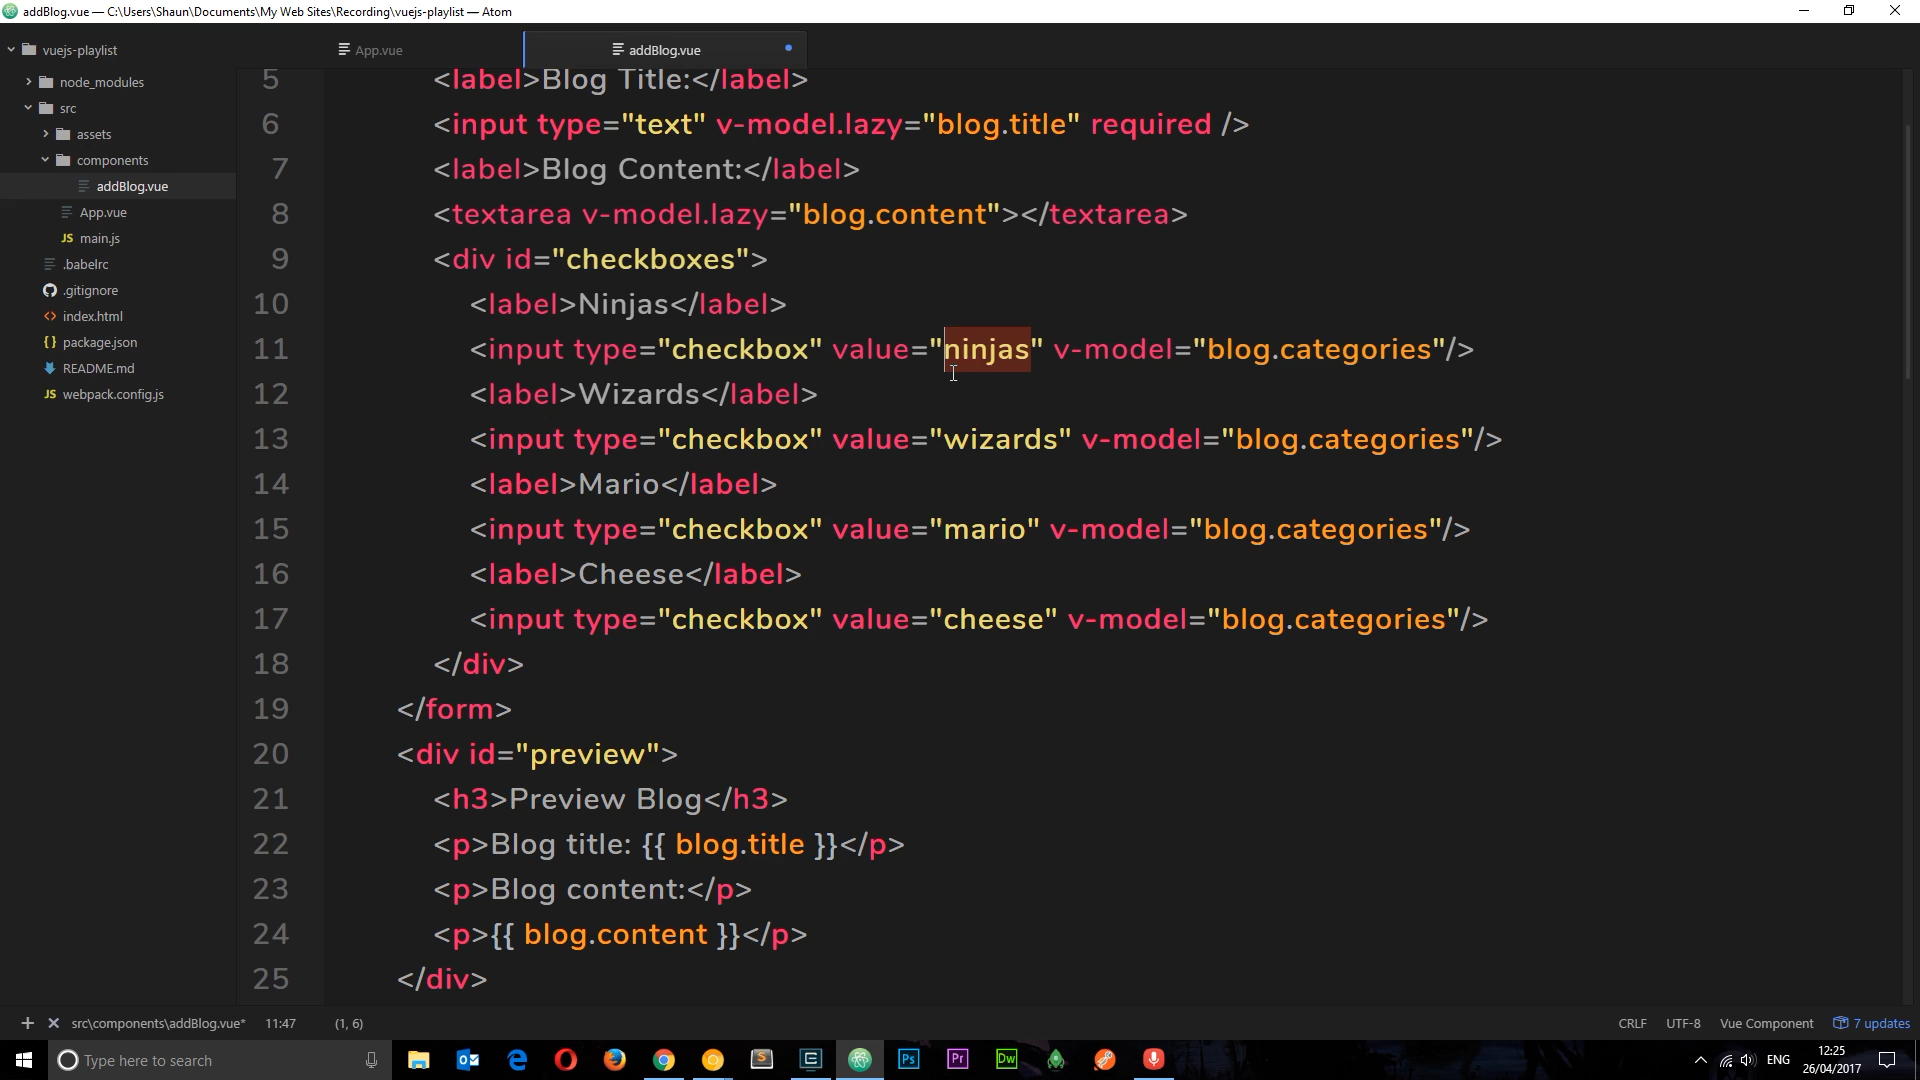 addBlog.vue — C:\Users\Shaun\Documents\My Web Sites\Recording\vuejs-playlist — Atom
vuejs-playlist
node_modules
src
assets
components
addBlog.vue
App.vue
JS main.js
.babelrc
.gitignore
<> index.html
{} package.json
README.md
JS webpack.config.js
App.vue
addBlog.vue
5 <label>Blog Title:</label>
6 <input type="text" v-model.lazy="blog.title" required />
7 <label>Blog Content:</label>
8 <textarea v-model.lazy="blog.content"></textarea>
9 <div id="checkboxes">
10 <label>Ninjas</label>
11 <input type="checkbox" value="ninjas" v-model="blog.categories"/>
12 <label>Wizards</label>
13 <input type="checkbox" value="wizards" v-model="blog.categories"/>
14 <label>Mario</label>
15 <input type="checkbox" value="mario" v-model="blog.categories"/>
16 <label>Cheese</label>
17 <input type="checkbox" value="cheese" v-model="blog.categories"/>
18 </div>
19 </form>
20 <div id="preview">
21 <h3>Preview Blog</h3>
22 <p>Blog title: {{ blog.title }}</p>
23 <p>Blog content:</p>
24 <p>{{ blog.content }}</p>
25 </div>
src\components\addBlog.vue* 11:47 (1, 6) CRLF UTF-8 Vue Component 7 updates
Type here to search
Ps
Pr
Dw
ENG
12:25
26/04/2017